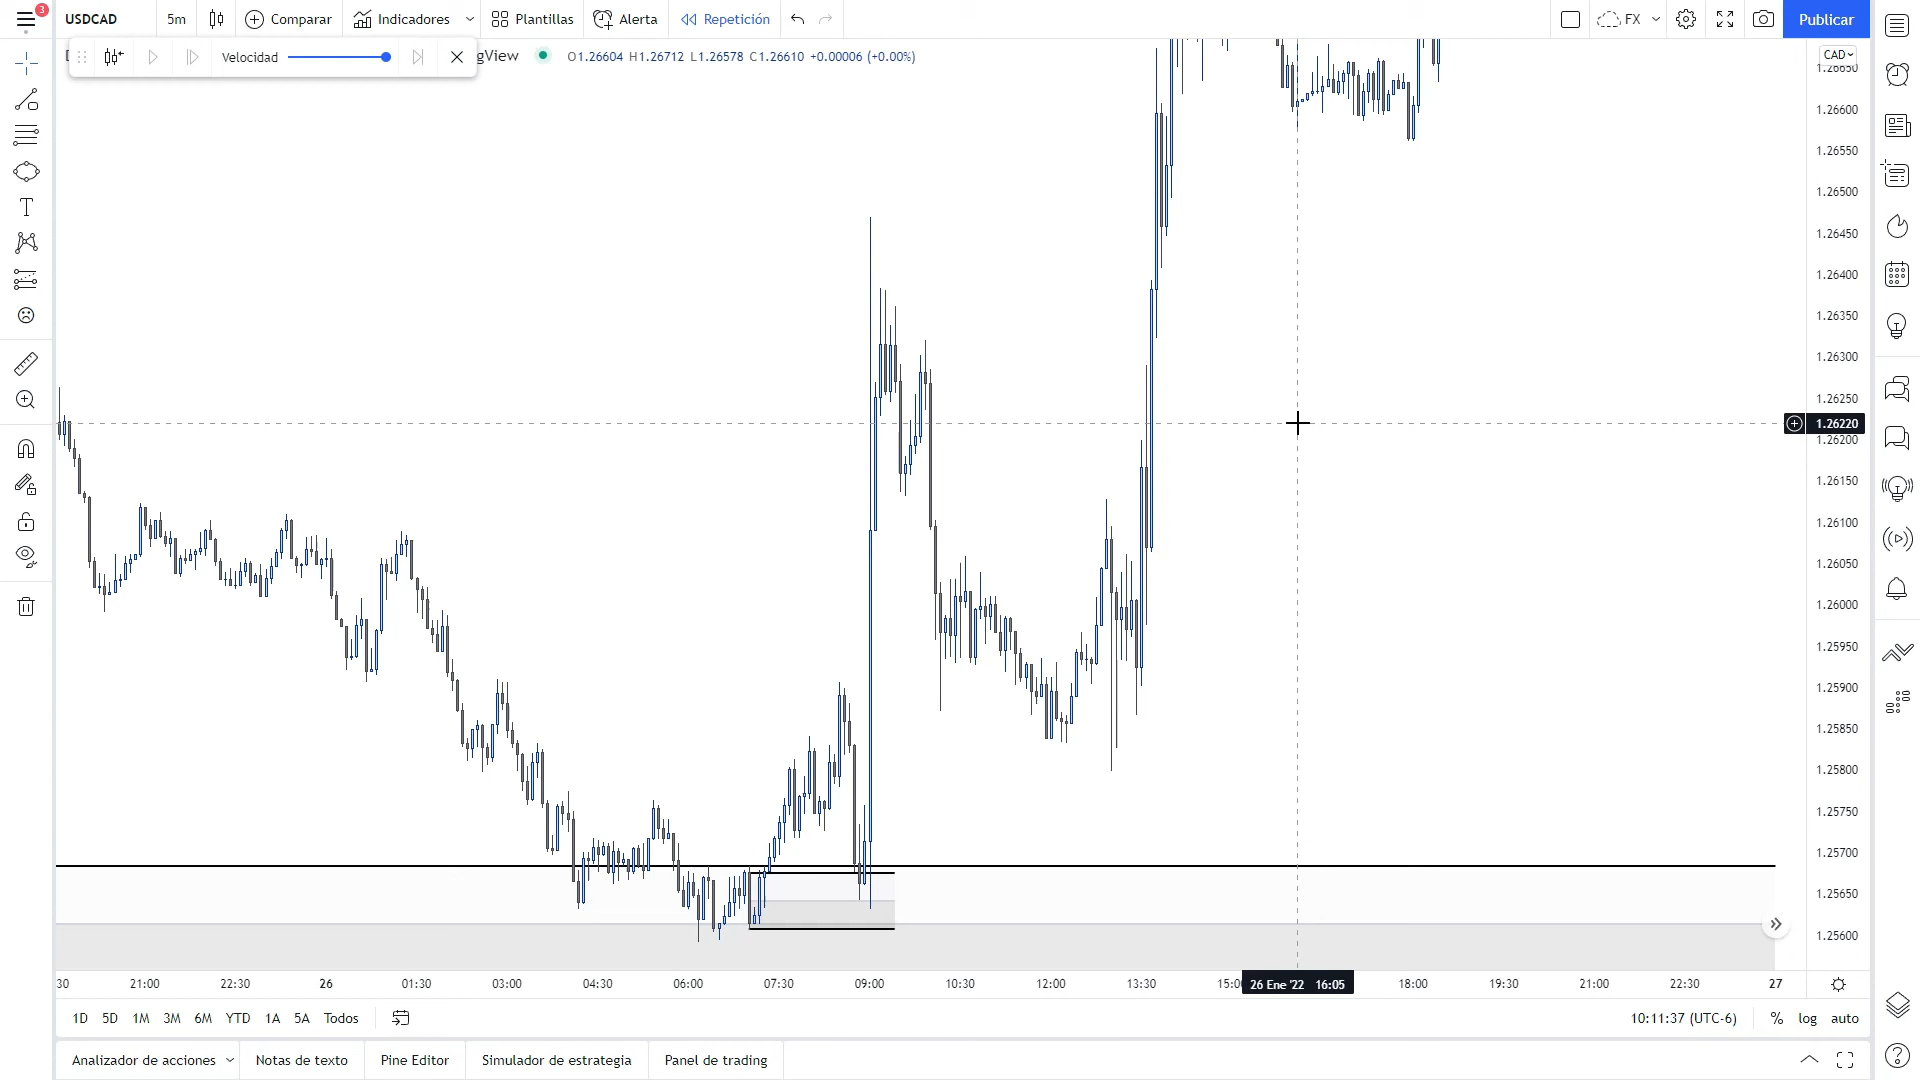 3
USDCAD
5m
Comparar
Indicadores
Plantillas
Alerta
Repetición
FX
Publicar
Velocidad
gView
O1.26604 H1.26712 L1.26578 C1.26610 +0.00006 (+0.00%)
CAD
1.26650
1.26600
1.26550
1.26500
1.26450
1.26400
1.26350
1.26300
1.26250
1.26220
1.26200
1.26150
1.26100
1.26050
1.26000
1.25950
1.25900
1.25850
1.25800
1.25750
1.25700
1.25650
1.25600
:30 21:00 22:30 26 01:30 03:00 04:30 06:00 07:30 09:00 10:30 12:00 13:30 15:0 26 Ene '22 16:05 18:00 19:30 21:00 22:30 27
1D 5D 1M 3M 6M YTD 1A 5A Todos
10:11:37 (UTC-6) % log auto
Analizador de acciones
Notas de texto
Pine Editor
Simulador de estrategia
Panel de trading